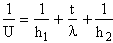 1/U = 1/h₁ + t/λ + 1/h₂